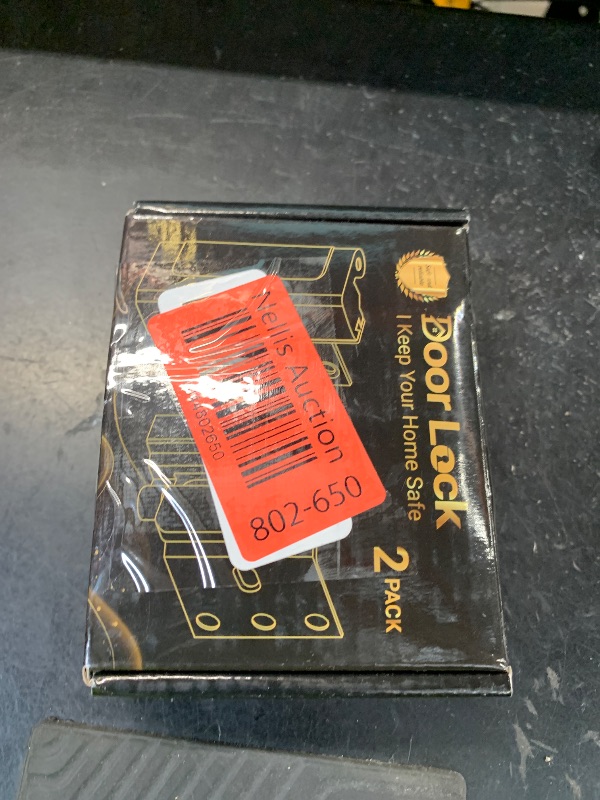 Door Lock
I Keep Your Home Safe
2 PACK
Nellis Auction
802-650